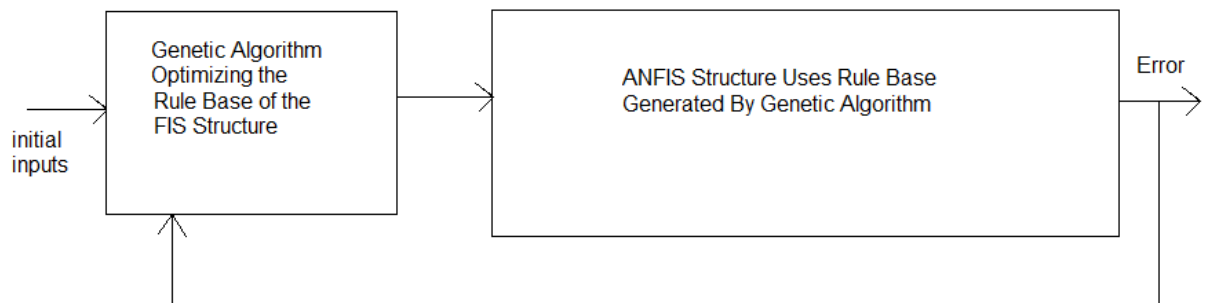 initial
inputs
Genetic Algorithm
Optimizing the
Rule Base of the
FIS Structure
ANFIS Structure Uses Rule Base
Generated By Genetic Algorithm
Error